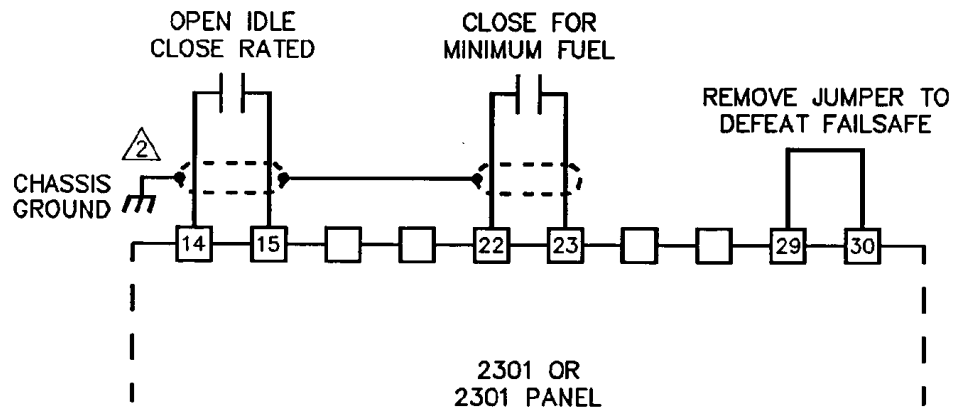 OPEN IDLE
CLOSE RATED
CLOSE FOR
MINIMUM FUEL
REMOVE JUMPER TO
DEFEAT FAILSAFE
2
CHASSIS
GROUND
14 15 22 23 29 30
2301 OR
2301 PANEL